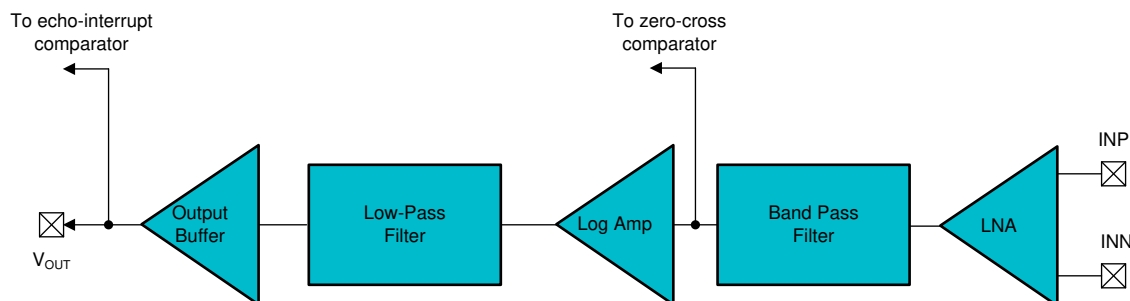 To echo-interrupt
comparator
To zero-cross
comparator
INP
Output
Buffer
Low-Pass
Filter
Log Amp
Band Pass
Filter
LNA
VOUT
INN